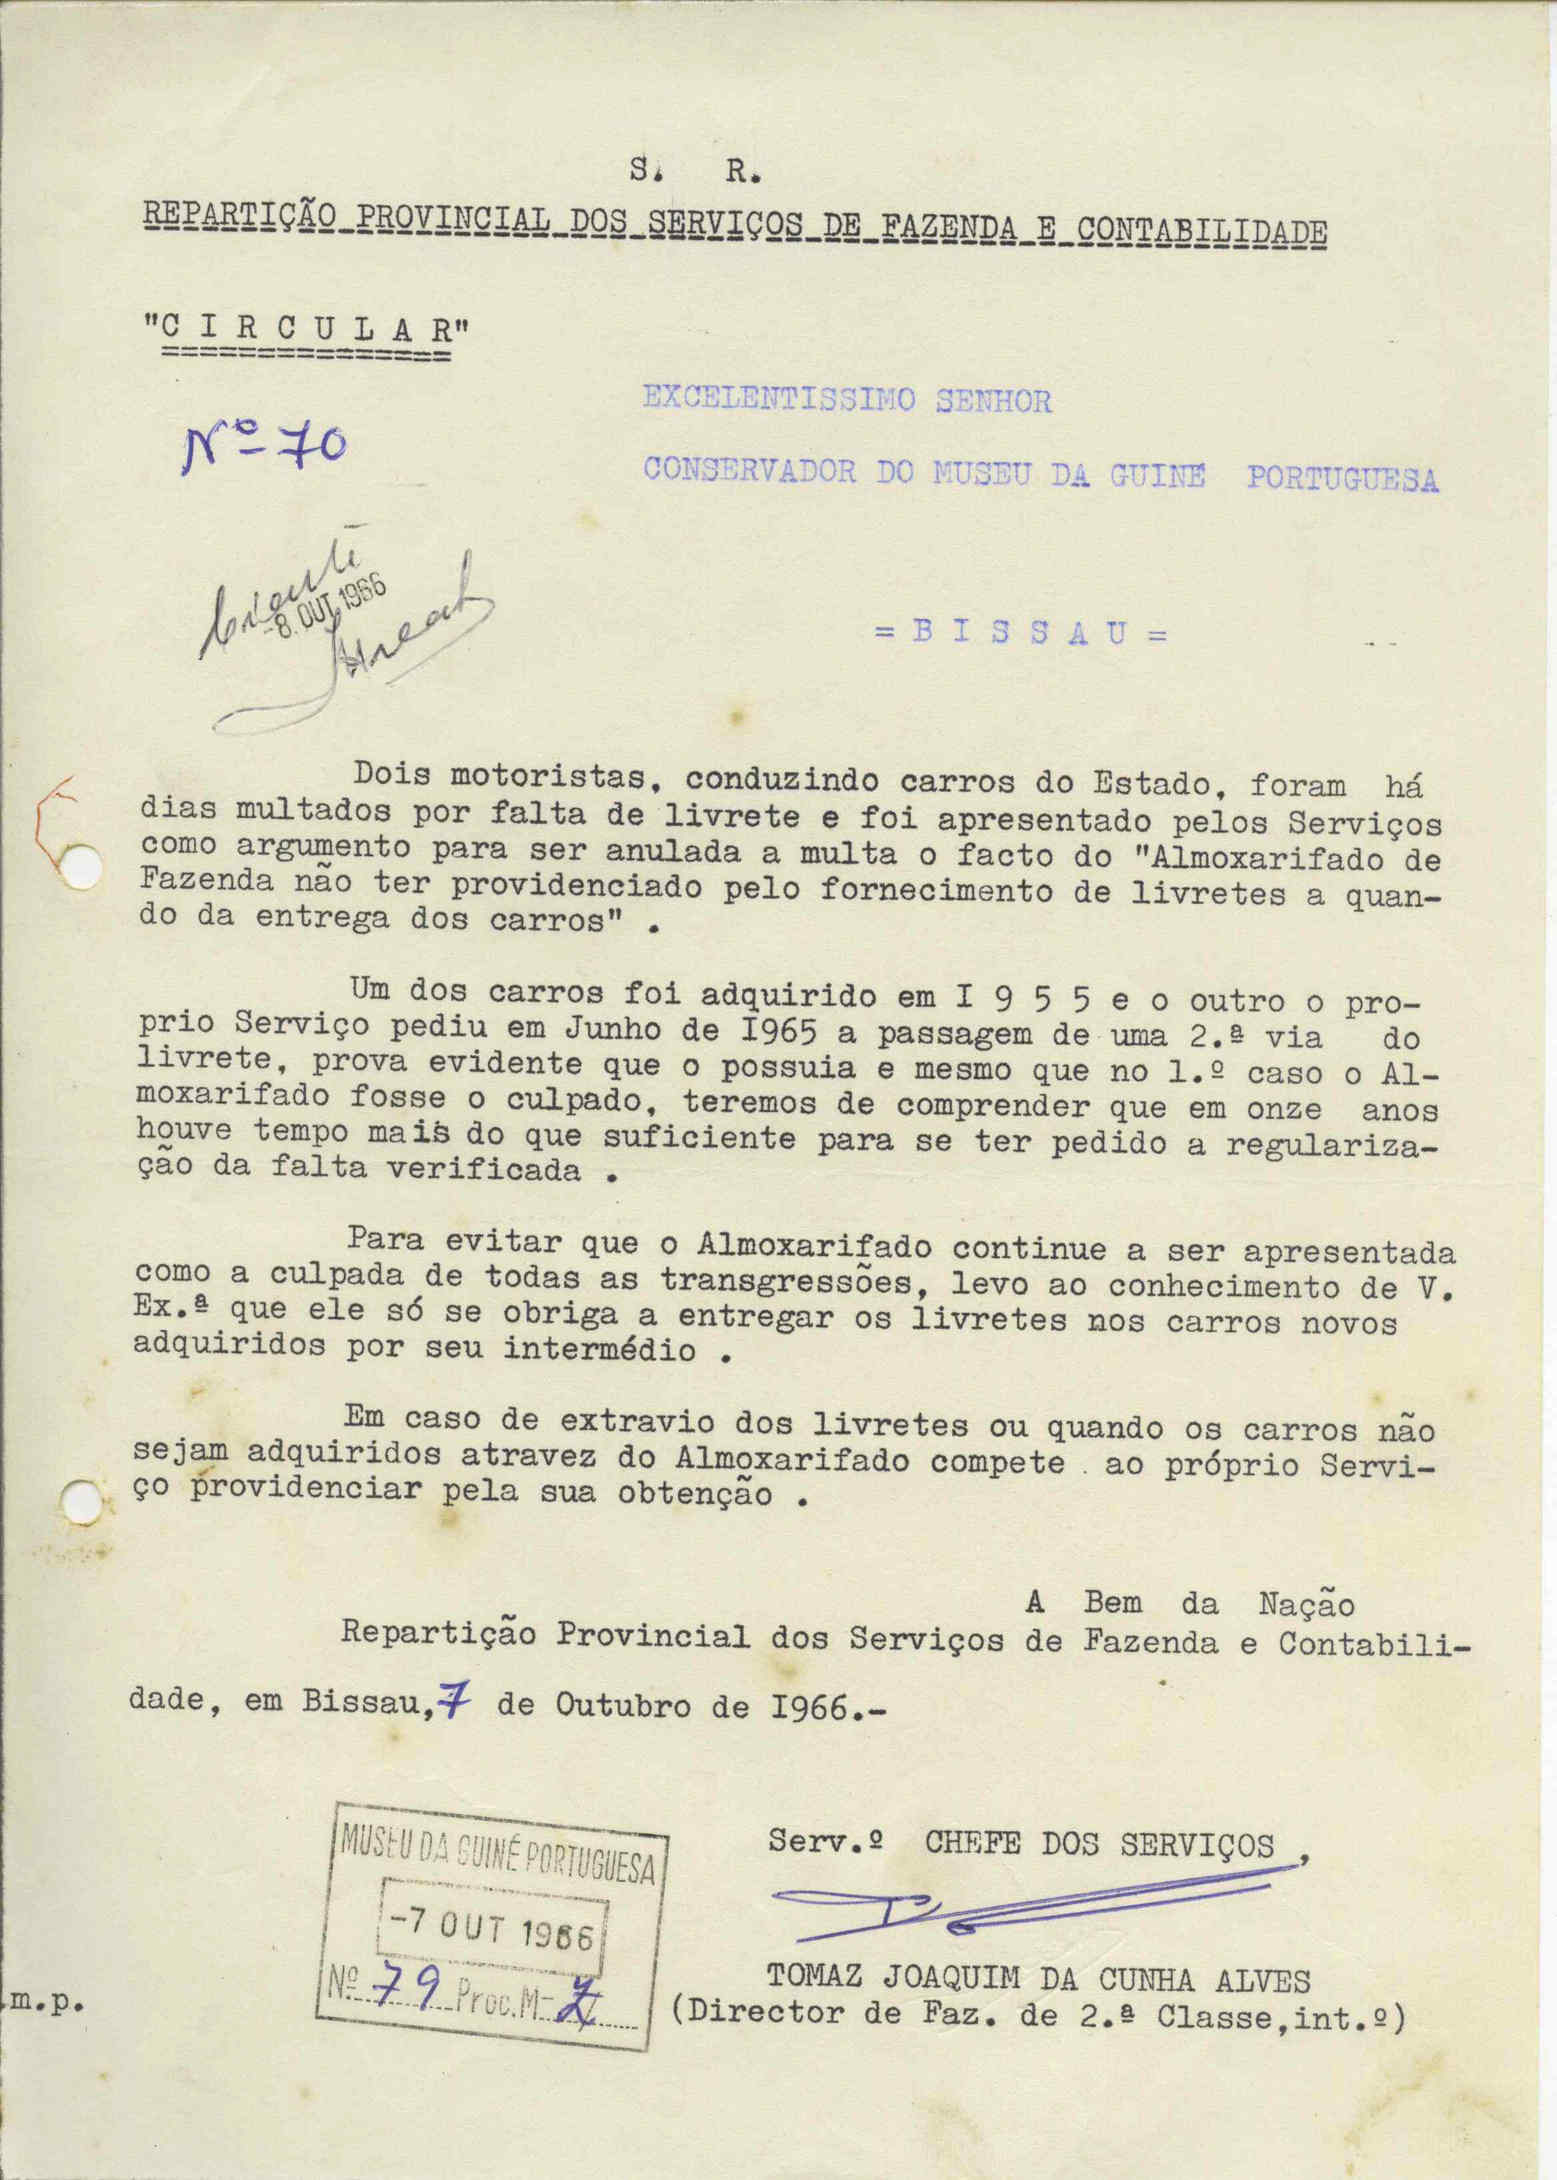 S. R.
REPARTIÇÃO PROVINCIAL DOS SERVIÇOS DE FAZENDA E CONTABILIDADE
"C I R C U L A R"
===============
Nº 70
EXCELENTISSIMO SENHOR
CONSERVADOR DO MUSEU DA GUINÉ PORTUGUESA
-8. OUT 1966
= B I S S A U =
Dois motoristas, conduzindo carros do Estado, foram há
dias multados por falta de livrete e foi apresentado pelos Serviços
como argumento para ser anulada a multa o facto do "Almoxarifado de
Fazenda não ter providenciado pelo fornecimento de livretes a quan-
do da entrega dos carros" .
Um dos carros foi adquirido em I 9 5 5 e o outro o pro-
prio Serviço pediu em Junho de I965 a passagem de uma 2.ª via do
livrete, prova evidente que o possuia e mesmo que no 1.º caso o Al-
moxarifado fosse o culpado, teremos de comprender que em onze anos
houve tempo mais do que suficiente para se ter pedido a regulariza-
ção da falta verificada .
Para evitar que o Almoxarifado continue a ser apresentada
como a culpada de todas as transgressões, levo ao conhecimento de V.
Ex.ª que ele só se obriga a entregar os livretes nos carros novos
adquiridos por seu intermédio .
Em caso de extravio dos livretes ou quando os carros não
sejam adquiridos atravez do Almoxarifado compete . ao próprio Servi-
ço providenciar pela sua obtenção .
A Bem da Nação
Repartição Provincial dos Serviços de Fazenda e Contabili-
dade, em Bissau, 7 de Outubro de I966.-
Serv.º CHEFE DOS SERVIÇOS ,
TOMAZ JOAQUIM DA CUNHA ALVES
(Director de Faz. de 2.ª Classe,int.º)
MUSEU DA GUINÉ PORTUGUESA
-7 OUT 1966
Nº 79 Proc. M-
m.p.